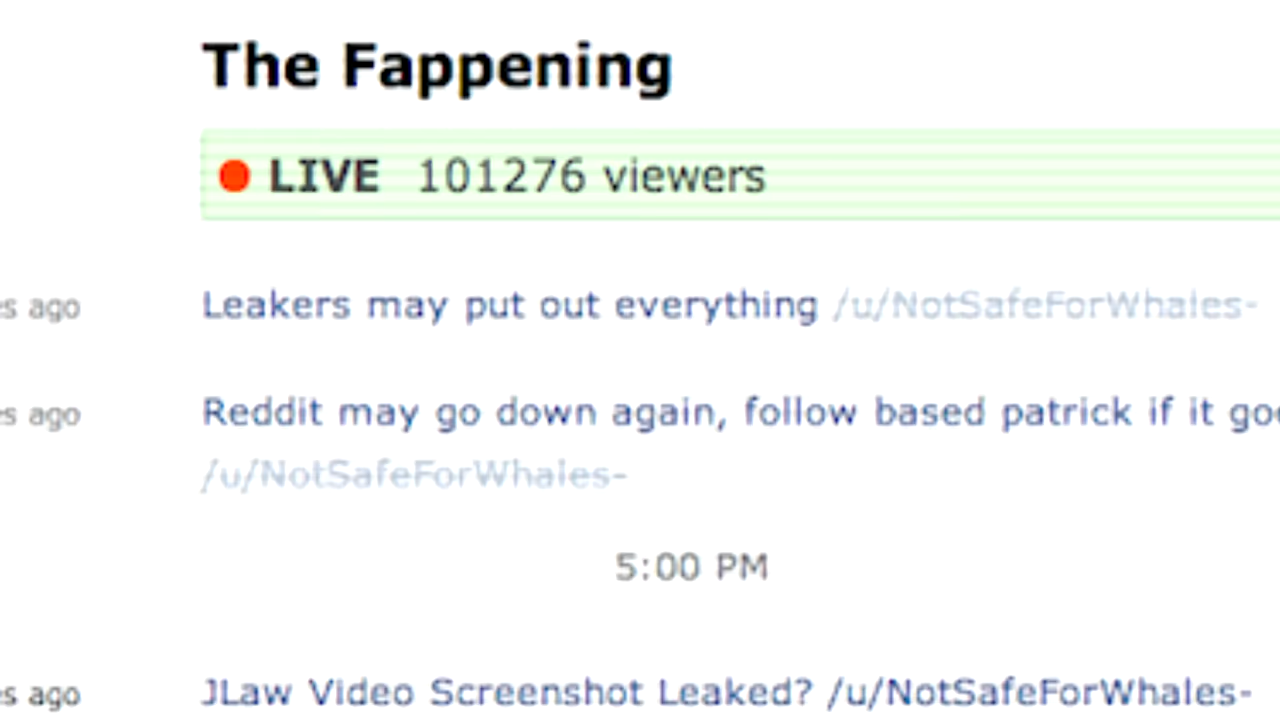 The Fappening
LIVE 101276 viewers
es ago
Leakers may put out everything /u/NotSafeForWhales-
es ago
Reddit may go down again, follow based patrick if it goe
/u/NotSafeForWhales-
5:00 PM
es ago
JLaw Video Screenshot Leaked? /u/NotSafeForWhales-